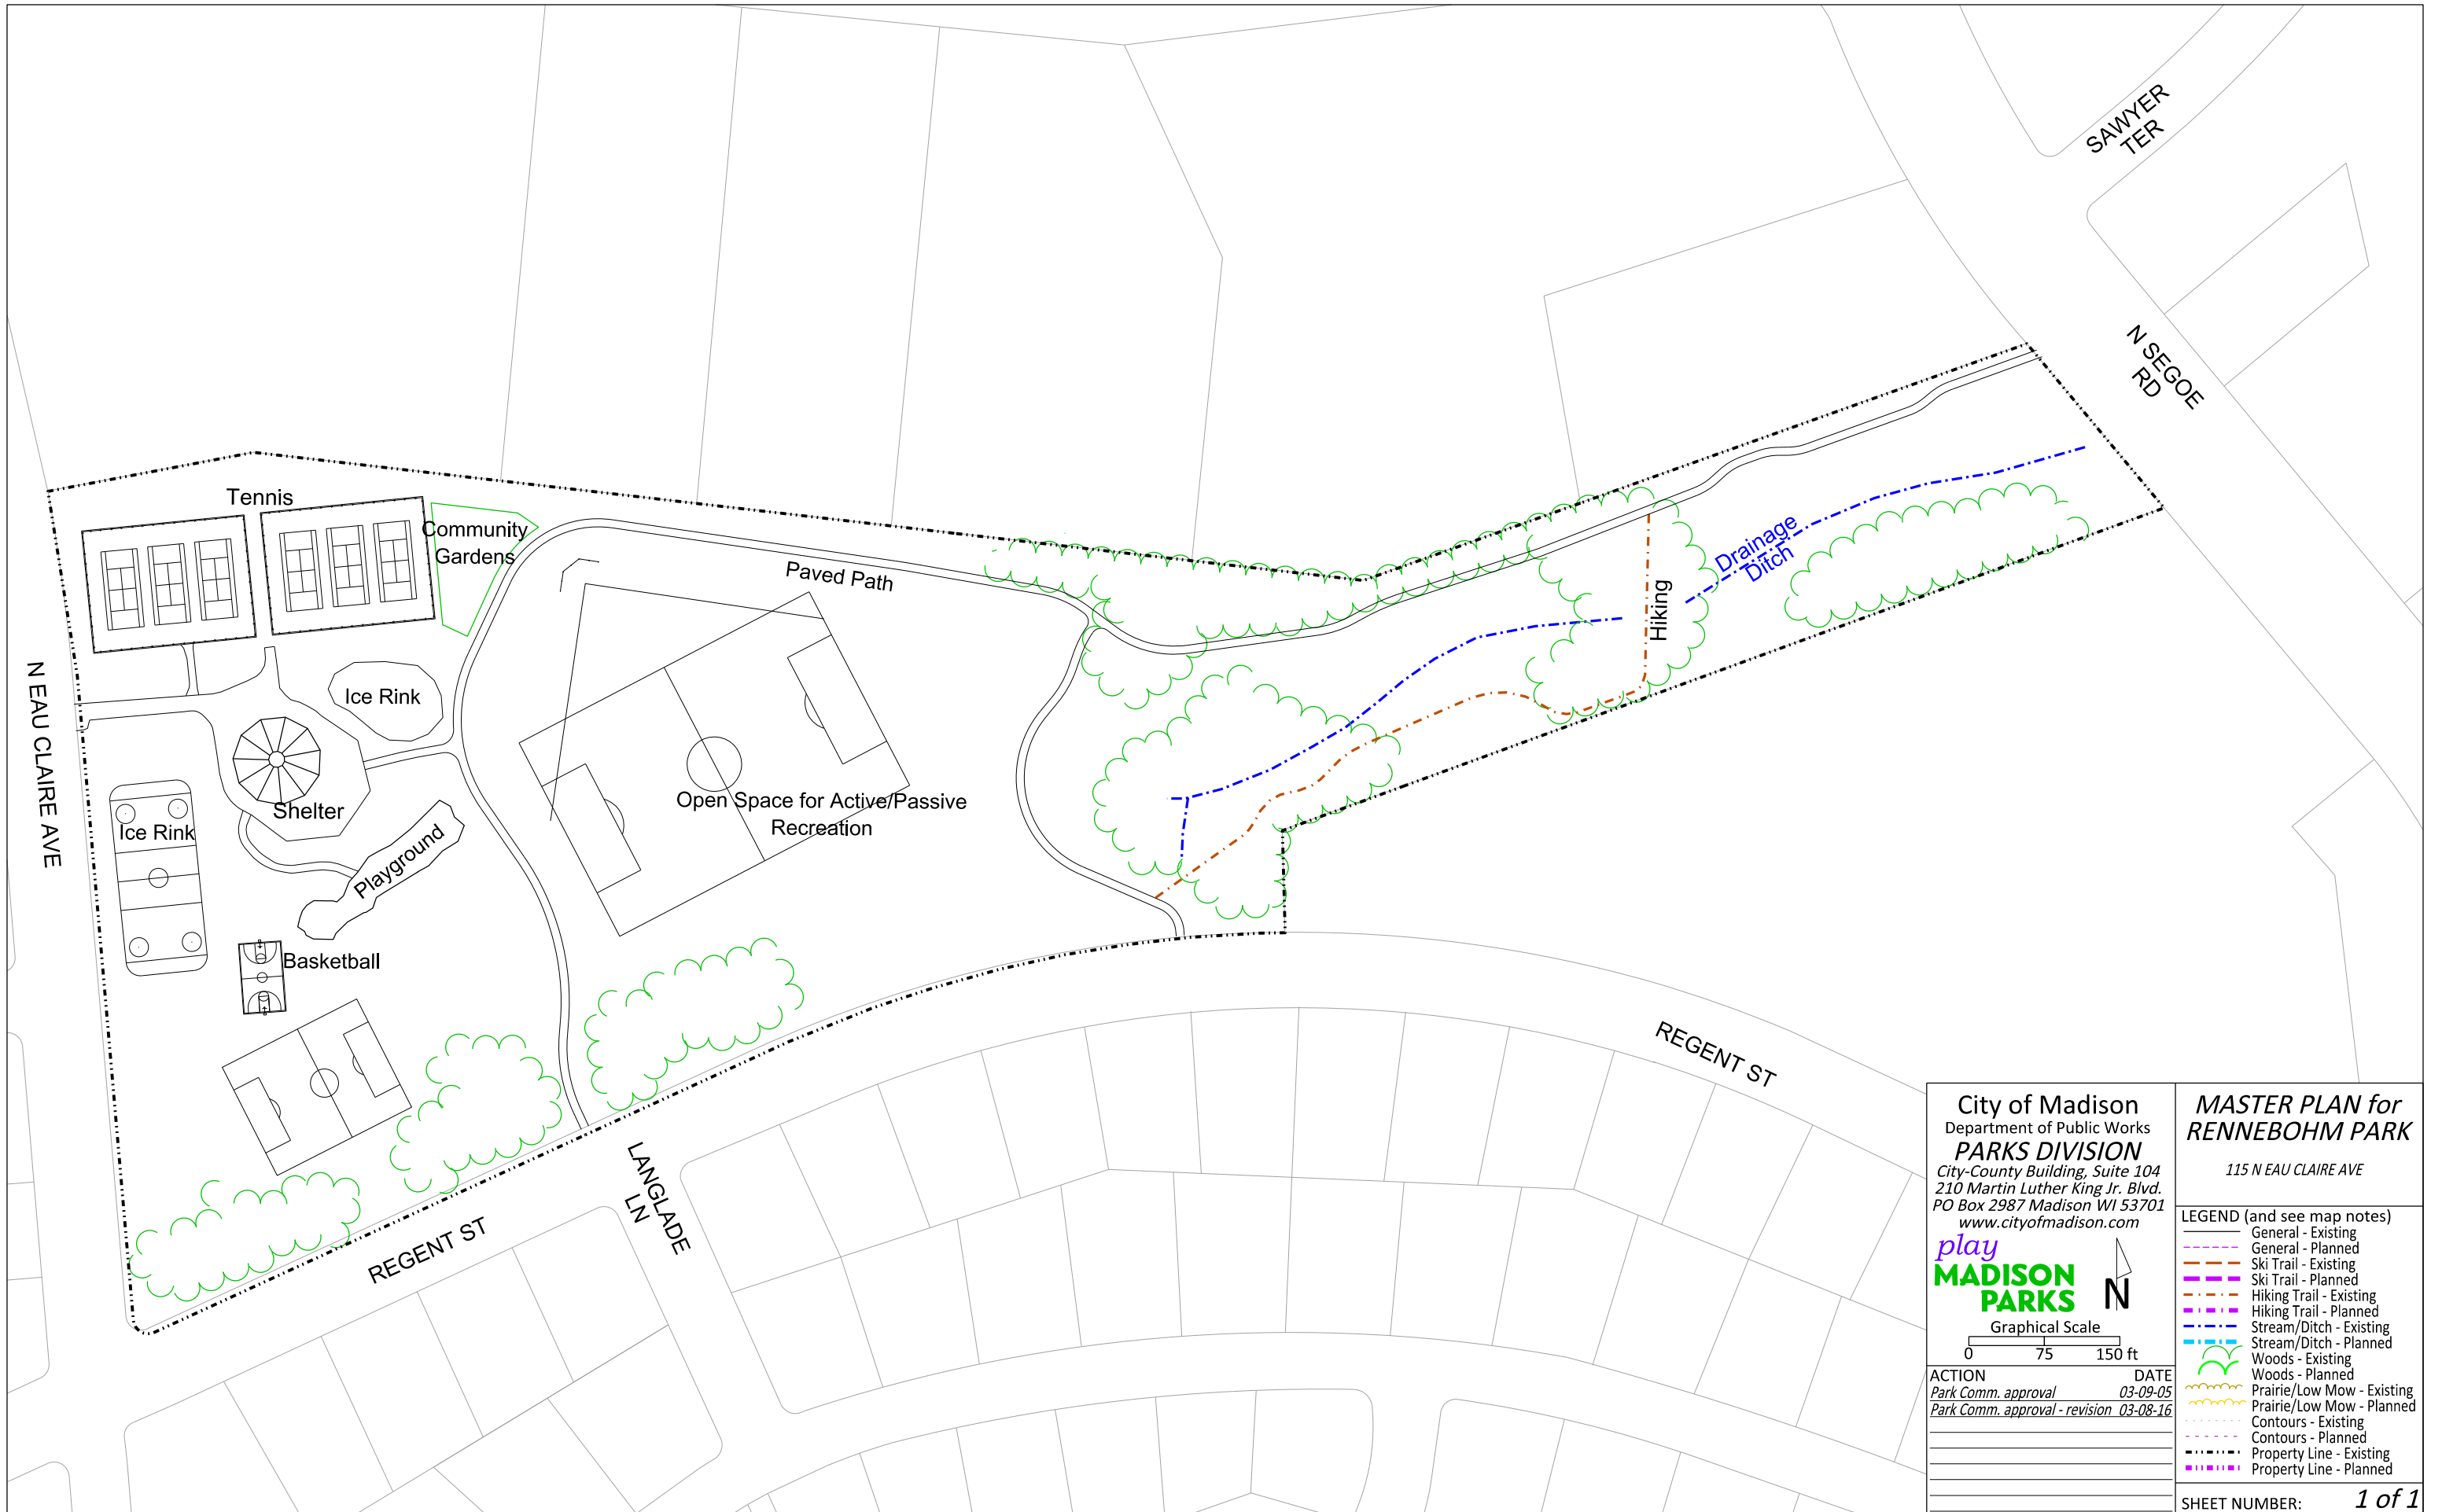 SAWYER
TER
N SEGOE
RD
Tennis
Community
Gardens
Paved Path
Drainage
Ditch
Hiking
N EAU CLAIRE AVE
Ice Rink
Shelter
Ice Rink
Playground
Open Space for Active/Passive
Recreation
Basketball
REGENT ST
LANGLADE
LN
REGENT ST
City of Madison
Department of Public Works
PARKS DIVISION
City-County Building, Suite 104
210 Martin Luther King Jr. Blvd.
PO Box 2987 Madison WI 53701
www.cityofmadison.com
play
MADISON
PARKS
N
Graphical Scale
0 75 150 ft
ACTION DATE
Park Comm. approval 03-09-05
Park Comm. approval - revision 03-08-16
MASTER PLAN for
RENNEBOHM PARK
115 N EAU CLAIRE AVE
LEGEND (and see map notes)
General - Existing
General - Planned
Ski Trail - Existing
Ski Trail - Planned
Hiking Trail - Existing
Hiking Trail - Planned
Stream/Ditch - Existing
Stream/Ditch - Planned
Woods - Existing
Woods - Planned
Prairie/Low Mow - Existing
Prairie/Low Mow - Planned
Contours - Existing
Contours - Planned
Property Line - Existing
Property Line - Planned
SHEET NUMBER: 1 of 1